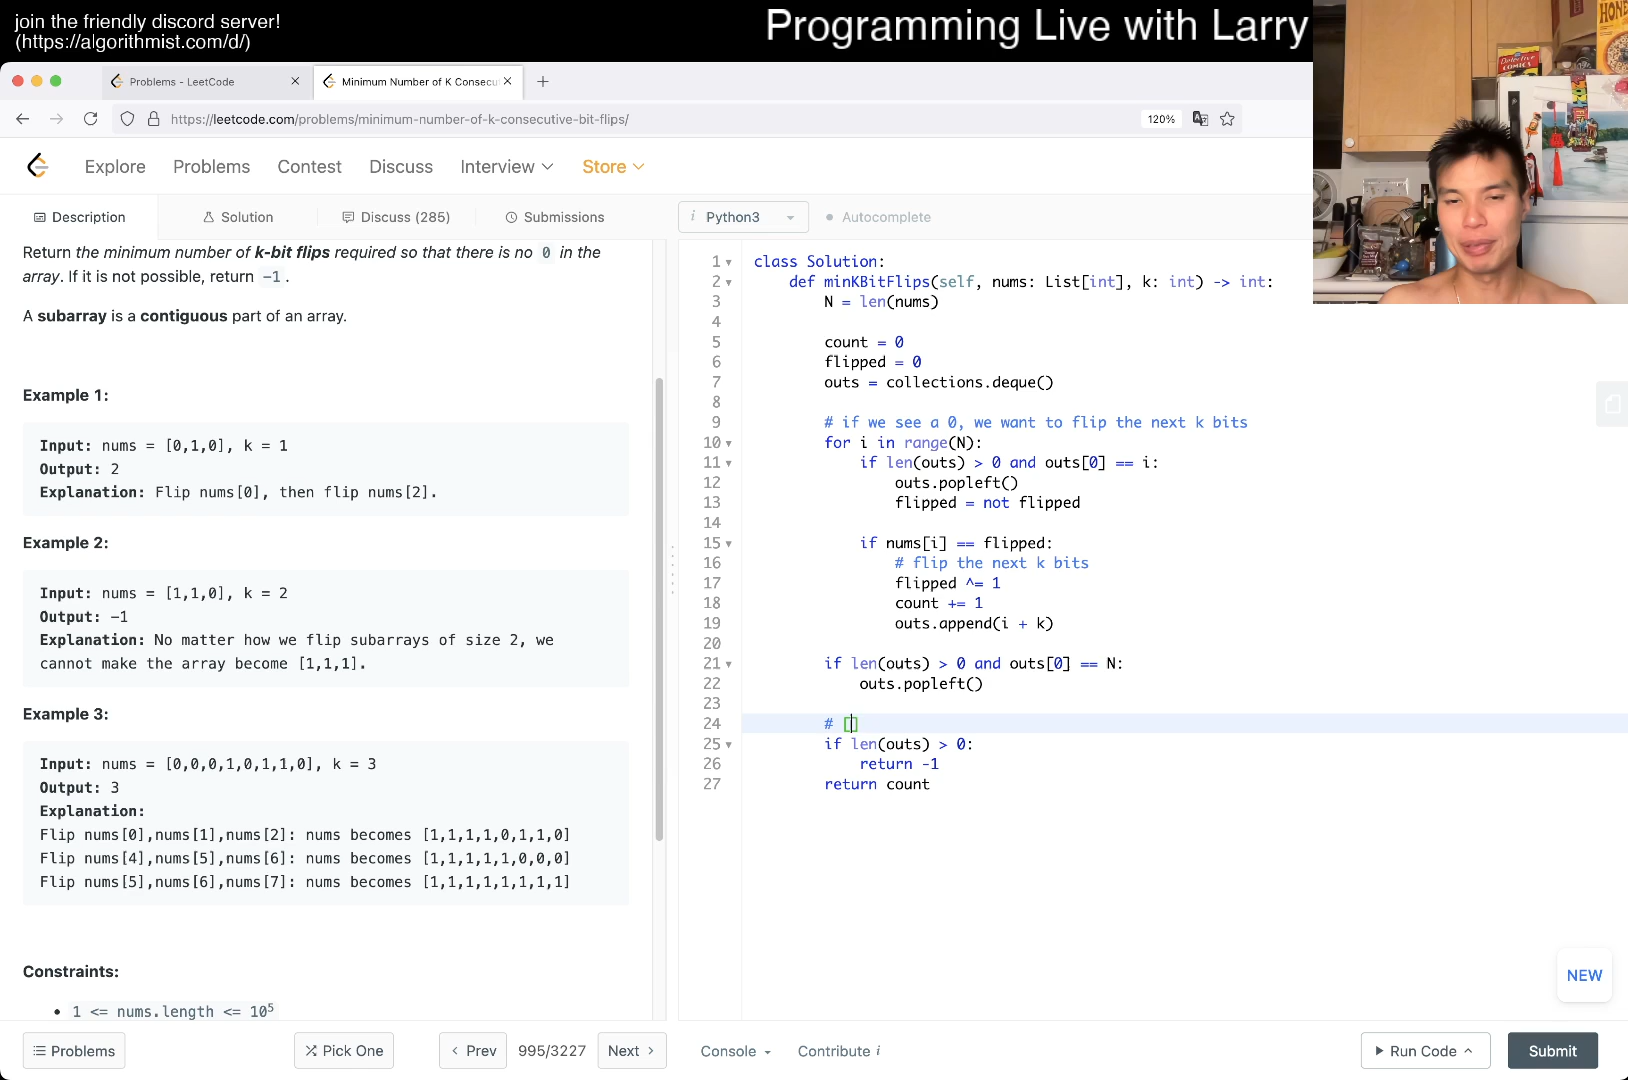 join the friendly discord server!
(https://algorithmist.com/d/)
Programming Live with Larry
Problems - LeetCode
Minimum Number of K Consecu
https://leetcode.com/problems/minimum-number-of-k-consecutive-bit-flips/
120%
Explore
Problems
Contest
Discuss
Interview
Store
Description
Solution
Discuss (285)
Submissions
i Python3
Autocomplete
Return the minimum number of k-bit flips required so that there is no 0 in the
array. If it is not possible, return -1.
A subarray is a contiguous part of an array.
Example 1:
Input: nums = [0,1,0], k = 1
Output: 2
Explanation: Flip nums[0], then flip nums[2].
Example 2:
Input: nums = [1,1,0], k = 2
Output: -1
Explanation: No matter how we flip subarrays of size 2, we
cannot make the array become [1,1,1].
Example 3:
Input: nums = [0,0,0,1,0,1,1,0], k = 3
Output: 3
Explanation:
Flip nums[0],nums[1],nums[2]: nums becomes [1,1,1,1,0,1,1,0]
Flip nums[4],nums[5],nums[6]: nums becomes [1,1,1,1,1,0,0,0]
Flip nums[5],nums[6],nums[7]: nums becomes [1,1,1,1,1,1,1,1]
Constraints:
• 1 <= nums.length <= 10⁵
1 class Solution:
2 def minKBitFlips(self, nums: List[int], k: int) -> int:
3 N = len(nums)
4
5 count = 0
6 flipped = 0
7 outs = collections.deque()
8
9 # if we see a 0, we want to flip the next k bits
10 for i in range(N):
11 if len(outs) > 0 and outs[0] == i:
12 outs.popleft()
13 flipped = not flipped
14
15 if nums[i] == flipped:
16 # flip the next k bits
17 flipped ^= 1
18 count += 1
19 outs.append(i + k)
20
21 if len(outs) > 0 and outs[0] == N:
22 outs.popleft()
23
24 # []
25 if len(outs) > 0:
26 return -1
27 return count
NEW
Problems
Pick One
Prev
995/3227
Next
Console
Contribute i
Run Code
Submit